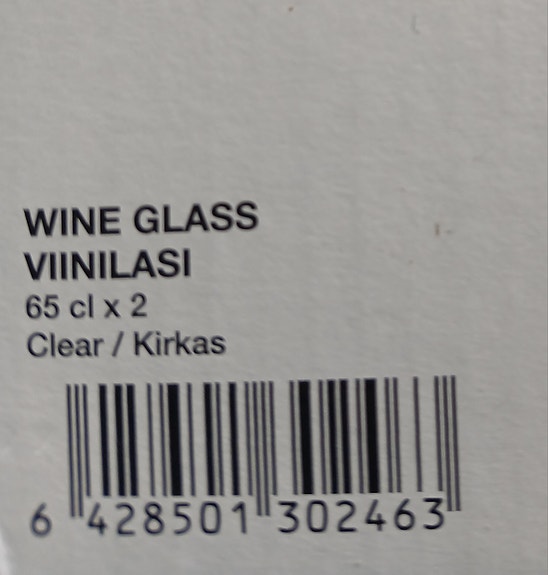 WINE GLASS
VIINILASI
65 cl x 2
Clear / Kirkas
6 428501 302463